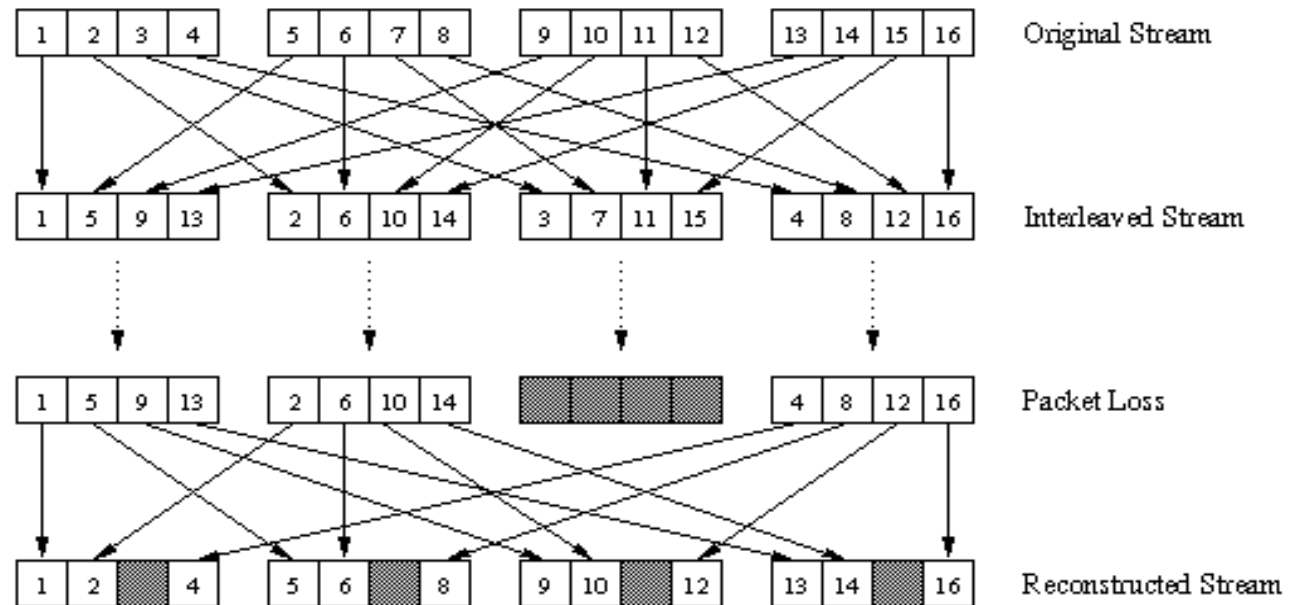 1 2 3 4 5 6 7 8 9 10 11 12 13 14 15 16 Original Stream
1 5 9 13 2 6 10 14 3 7 11 15 4 8 12 16 Interleaved Stream
1 5 9 13 2 6 10 14 4 8 12 16 Packet Loss
1 2 4 5 6 8 9 10 12 13 14 16 Reconstructed Stream